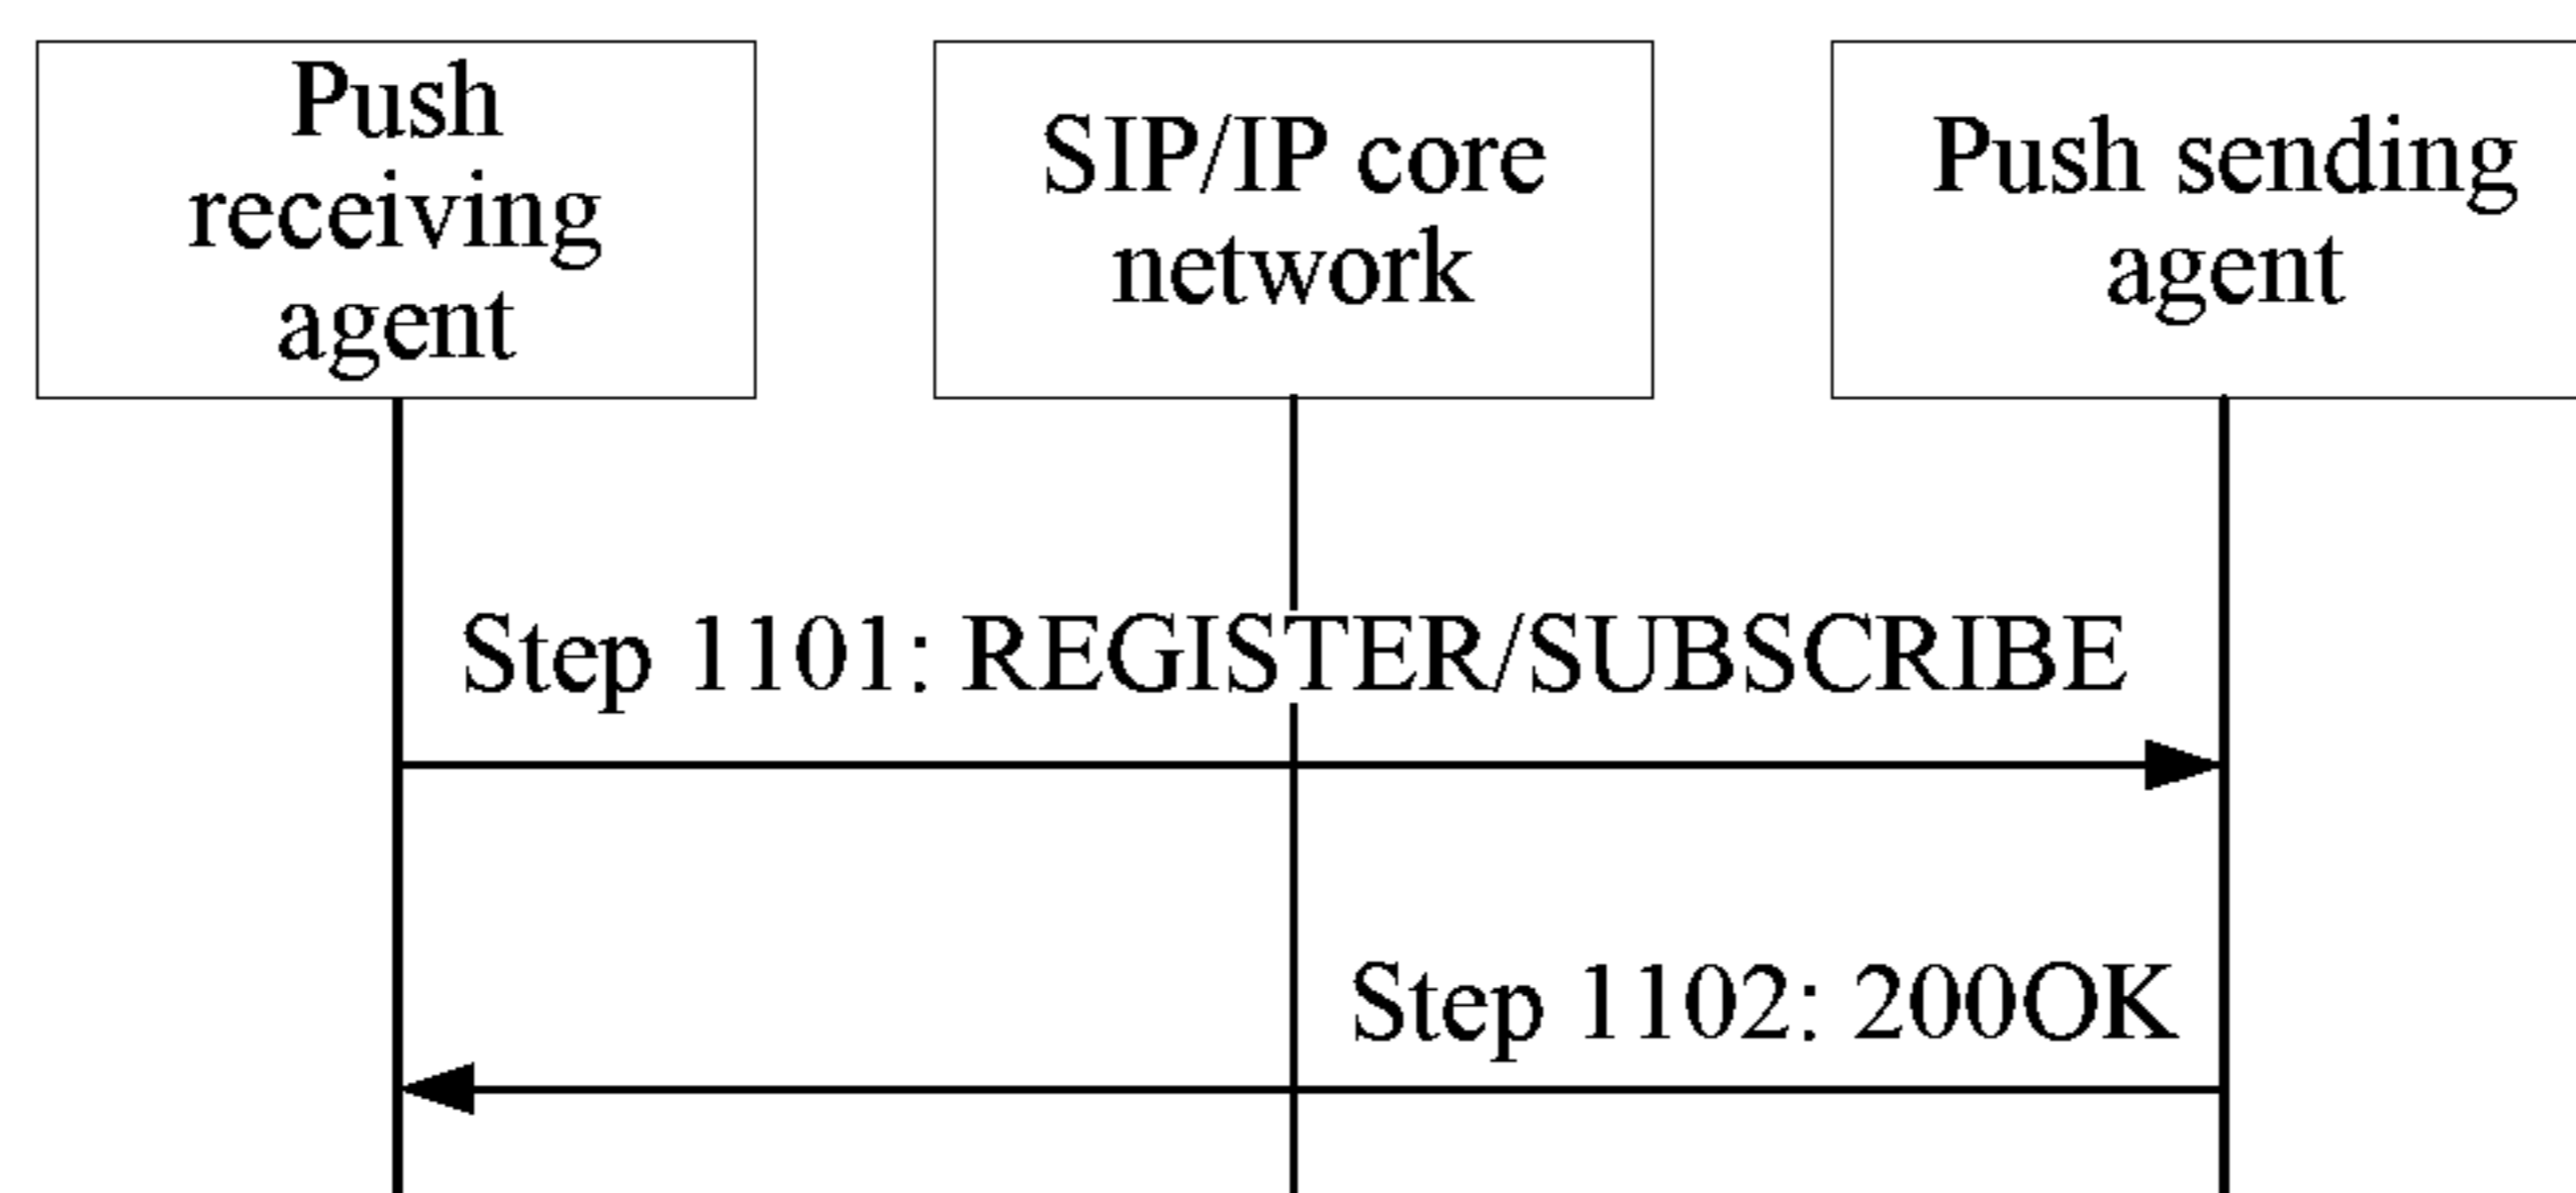 Push
receiving
agent
SIP/IP core
network
Push sending
agent
Step 1101: REGISTER/SUBSCRIBE
Step 1102: 200OK